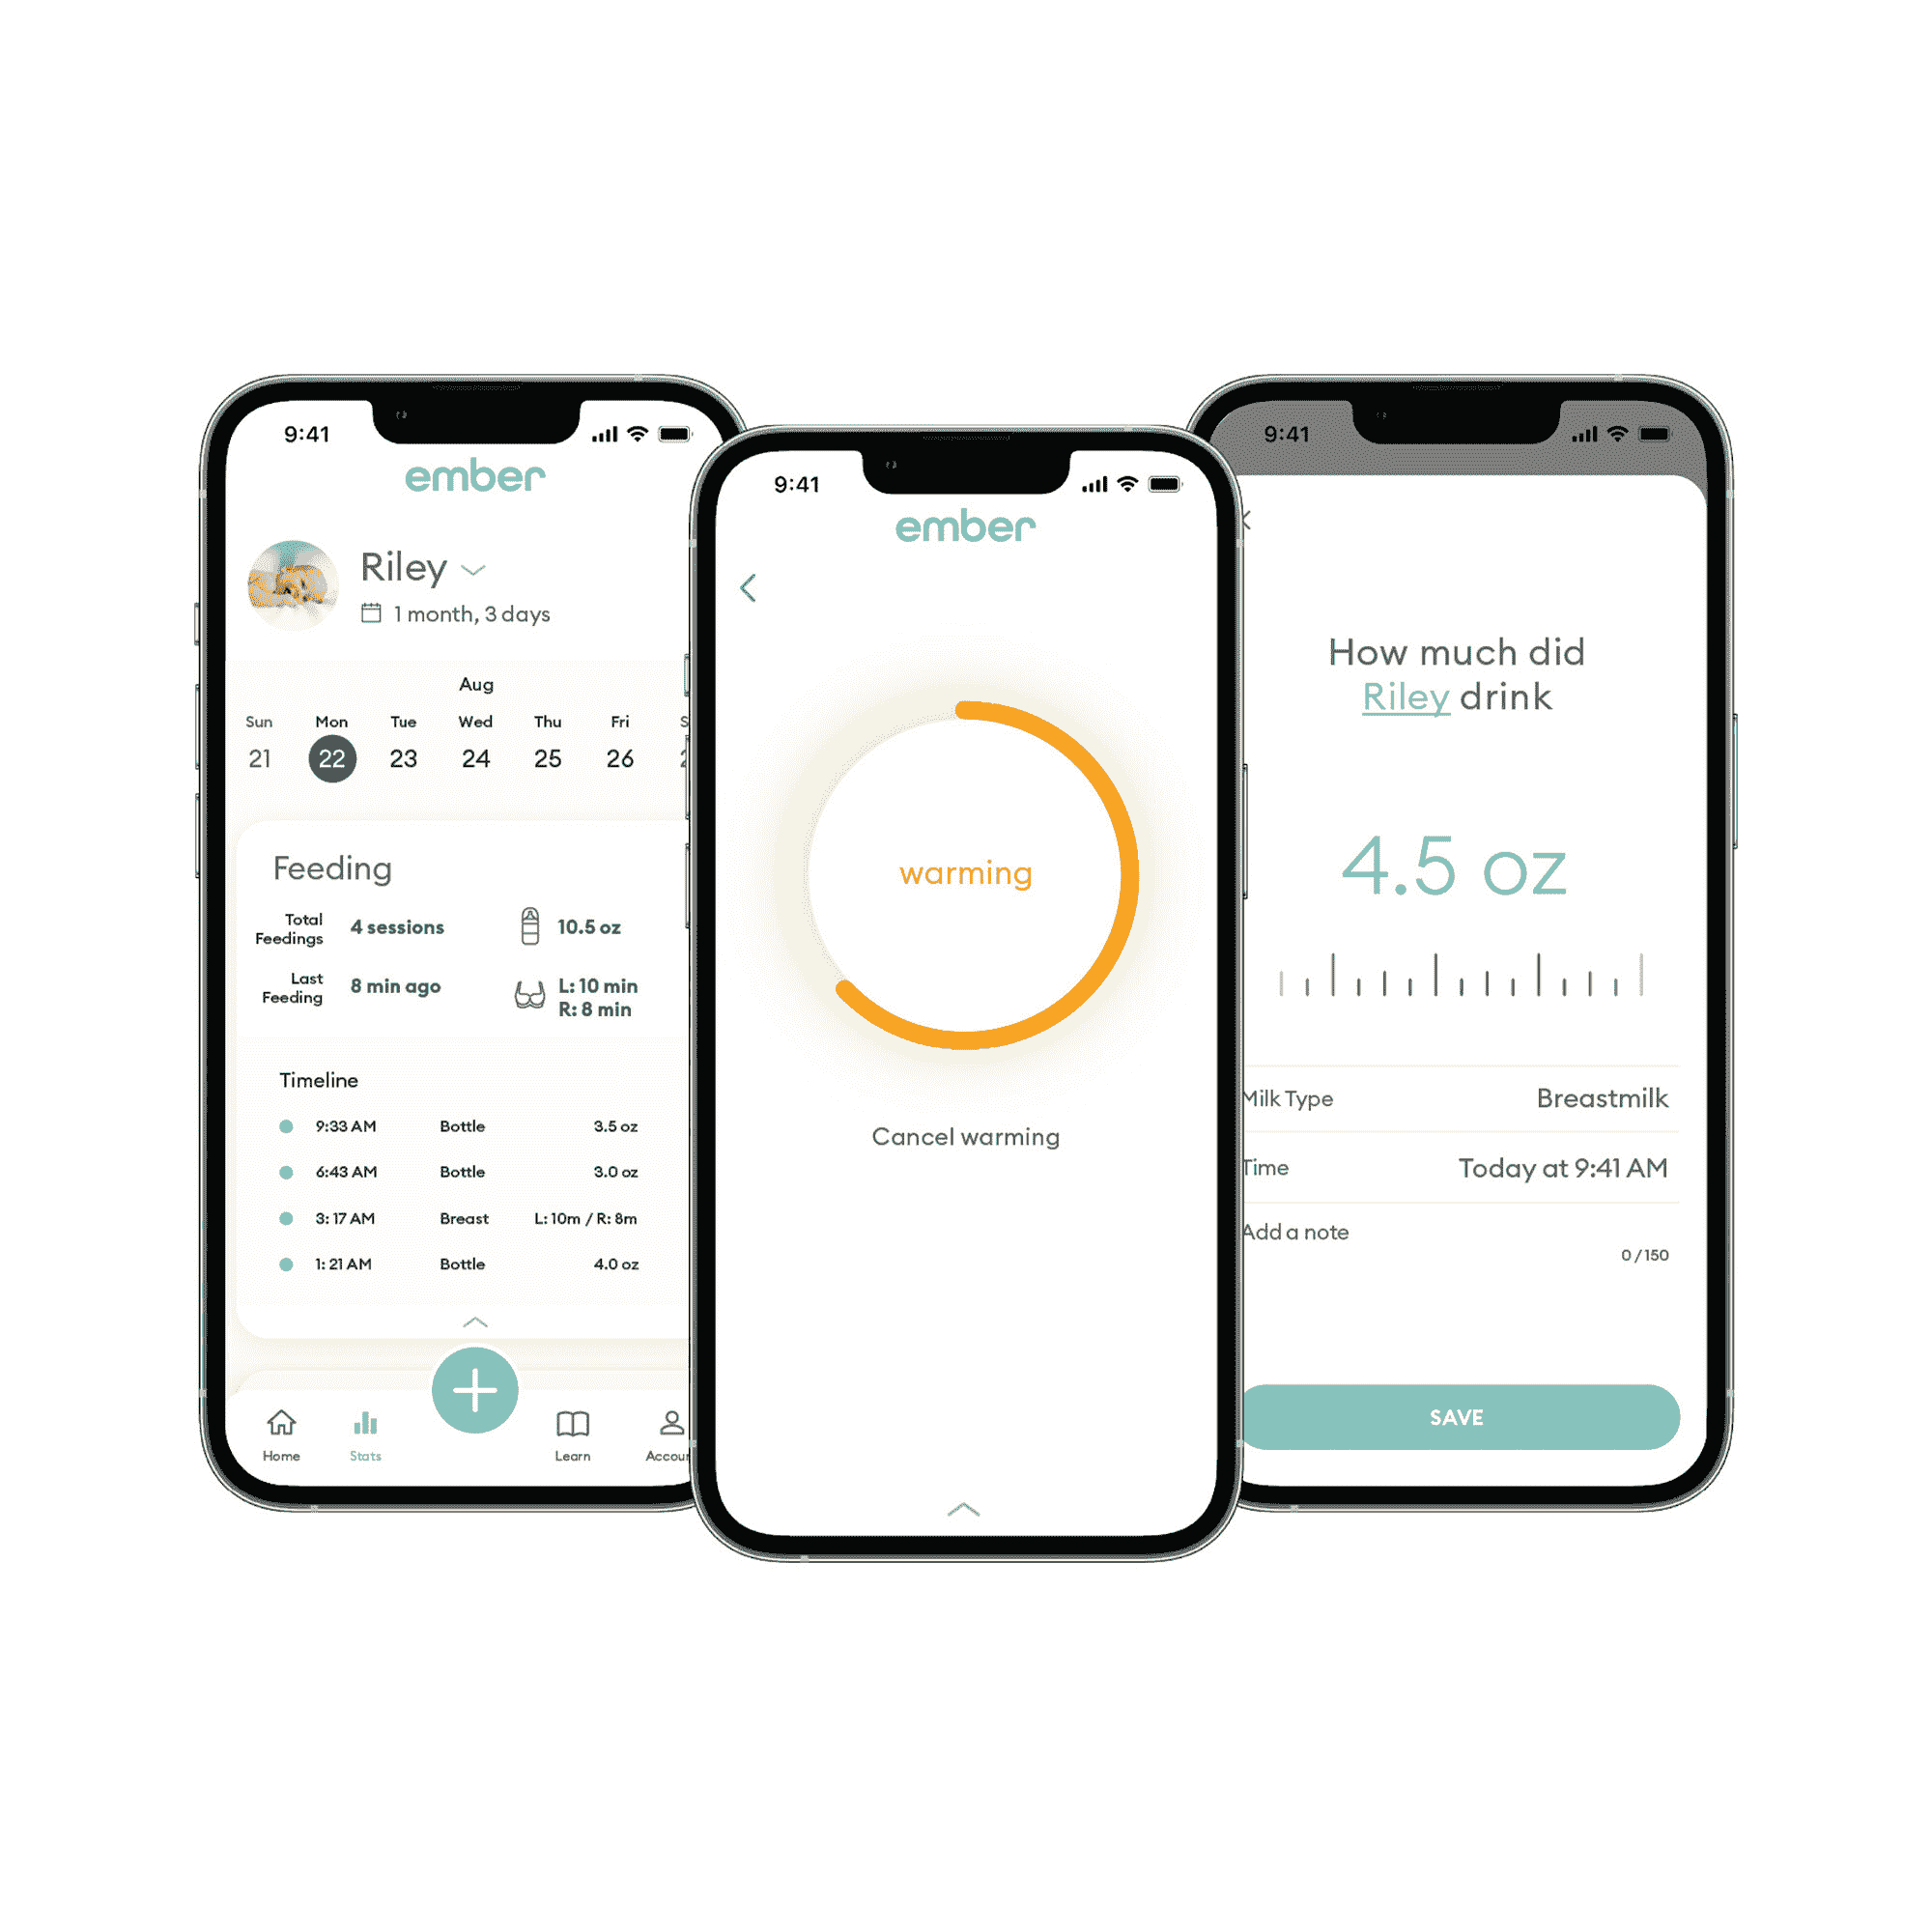 9:41
ember
Riley
1 month, 3 days
Aug
Sun Mon Tue Wed Thu Fri S
21 22 23 24 25 26
Feeding
Total Feedings 4 sessions 10.5 oz
Last Feeding 8 min ago L: 10 min
R: 8 min
Timeline
9:33 AM Bottle 3.5 oz
6:43 AM Bottle 3.0 oz
3: 17 AM Breast L: 10m / R: 8m
1: 21 AM Bottle 4.0 oz
Home Stats Learn Accou
9:41
ember
warming
Cancel warming
9:41
How much did
Riley drink
4.5 oz
Milk Type Breastmilk
Time Today at 9:41 AM
Add a note
0 / 150
SAVE